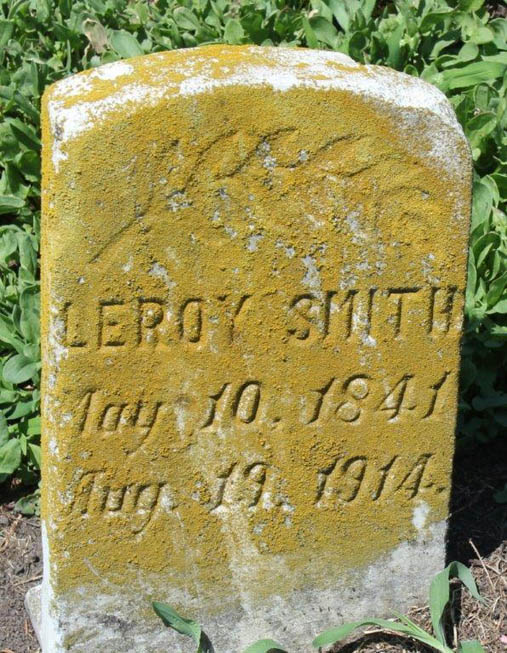 LEROY SMITH
May 10, 1841
Aug. 19, 1914.